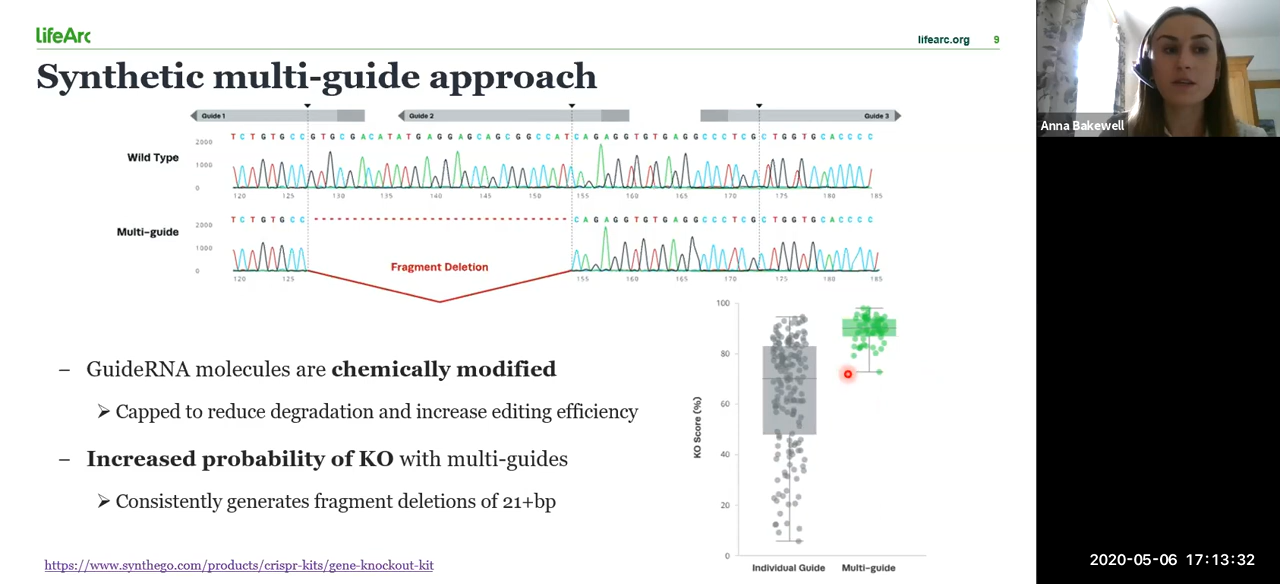 lifeArc
lifearc.org 9
Synthetic multi-guide approach
Anna Bakewell
Guide 1 Guide 2 Guide 3
T C T G T G C C G T G C G A C A T A T G A G G A G C A G C G G C C A T C A G A G G T G T G A G G C C C T C G C T G G T G C A C C C C
2000
Wild Type
1000
0
120 125 130 135 140 145 150 155 160 165 170 175 180 185
T C T G T G C C C A G A G G T G T G A G G C C C T C G C T G G T G C A C C C C
2000
Multi-guide
1000
0
Fragment Deletion
120 125 155 160 165 170 175 180 185
– GuideRNA molecules are chemically modified
➤ Capped to reduce degradation and increase editing efficiency
– Increased probability of KO with multi-guides
➤ Consistently generates fragment deletions of 21+bp
https://www.synthego.com/products/crispr-kits/gene-knockout-kit
KO Score (%)
100
80
60
40
20
0
Individual Guide Multi-guide
2020-05-06 17:13:32